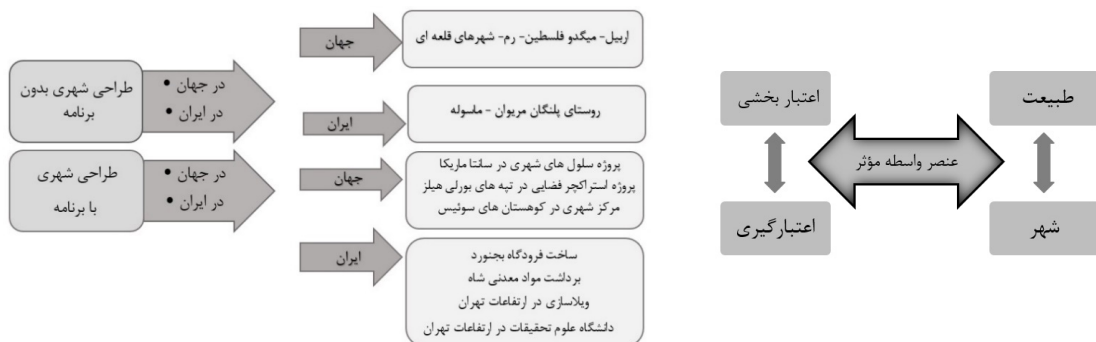 طراحی شهری بدون
برنامه
• در جهان
• در ایران
جهان
اربیل- میگدو فلسطین- رم- شهرهای قلعه ای
ایران
روستای پلنگان مریوان - ماسوله
طراحی شهری
با برنامه
• در جهان
• در ایران
جهان
پروژه سلول های شهری در سانتا ماریکا
پروژه استراکچر فضایی در تپه های بورلی هیلز
مرکز شهری در کوهستان های سوئیس
ایران
ساخت فرودگاه بجنورد
برداشت مواد معدنی شاه
ویلاسازی در ارتفاعات تهران
دانشگاه علوم تحقیقات در ارتفاعات تهران
طبیعت
اعتبار بخشی
عنصر واسطه مؤثر
شهر
اعتبارگیری